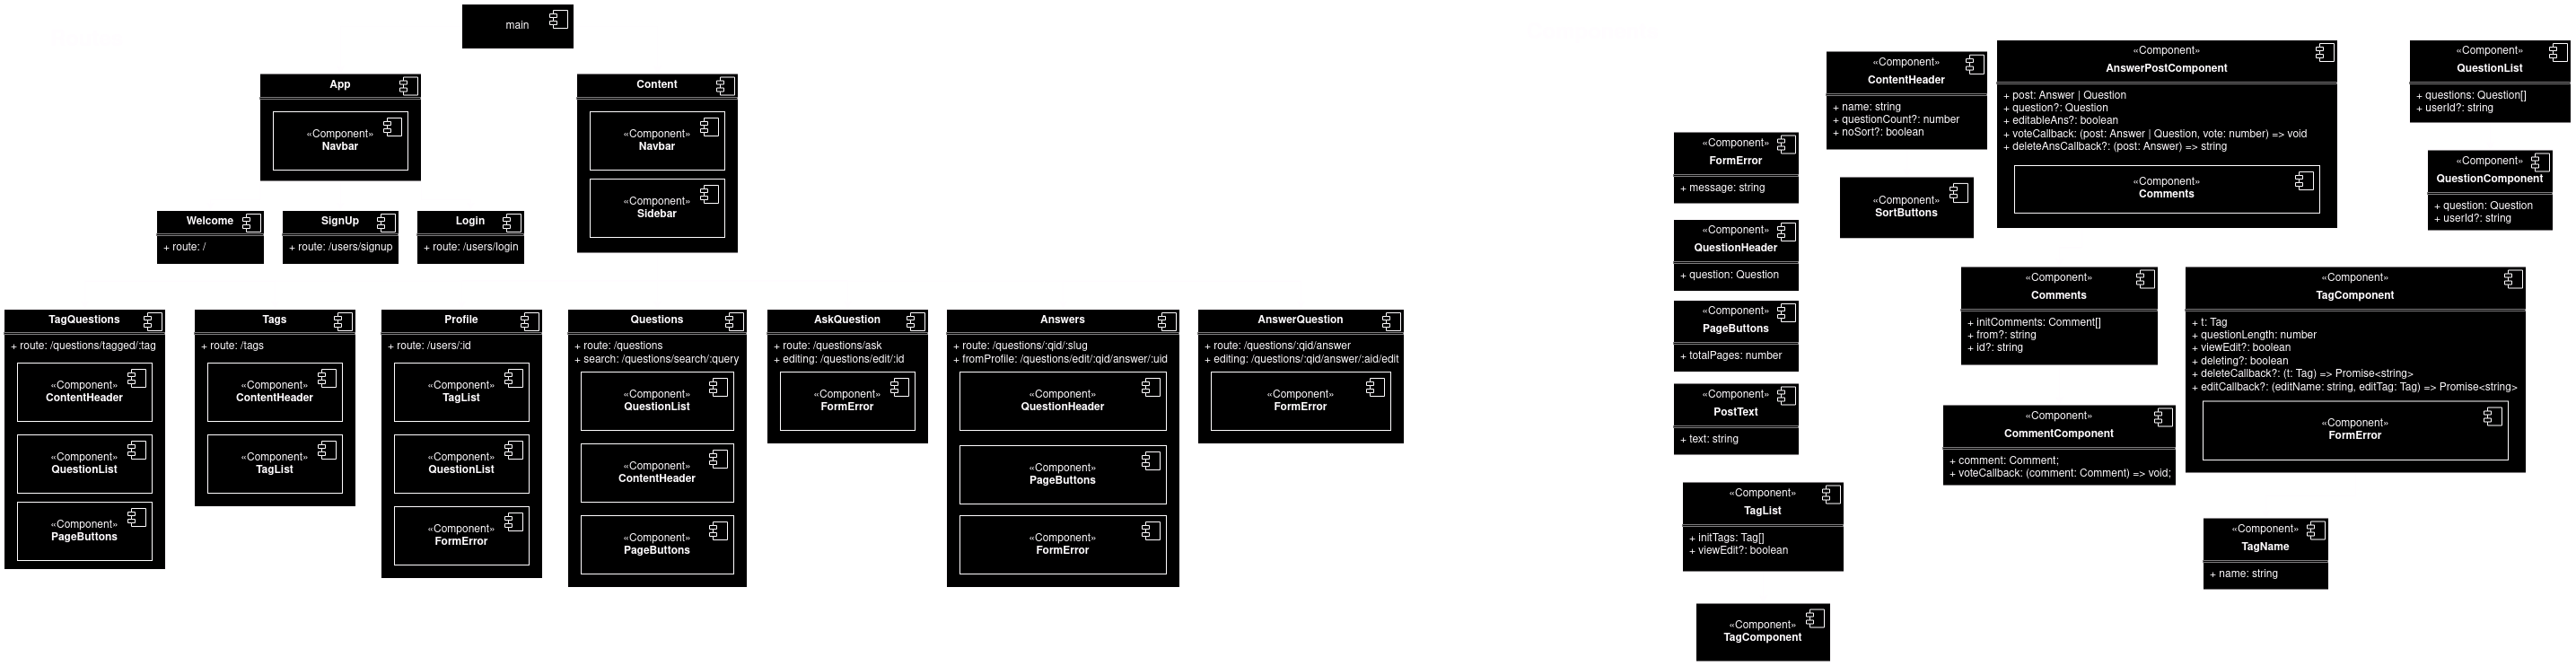 main
App
«Component»
Navbar
Content
«Component»
Navbar
«Component»
Sidebar
Welcome
+ route: /
SignUp
+ route: /users/signup
Login
+ route: /users/login
TagQuestions
+ route: /questions/tagged/:tag
«Component»
ContentHeader
«Component»
QuestionList
«Component»
PageButtons
Tags
+ route: /tags
«Component»
ContentHeader
«Component»
TagList
Profile
+ route: /users/:id
«Component»
TagList
«Component»
QuestionList
«Component»
FormError
Questions
+ route: /questions
+ search: /questions/search/:query
«Component»
QuestionList
«Component»
ContentHeader
«Component»
PageButtons
AskQuestion
+ route: /questions/ask
+ editing: /questions/edit/:id
«Component»
FormError
Answers
+ route: /questions/:qid/:slug
+ fromProfile: /questions/edit/:qid/answer/:uid
«Component»
QuestionHeader
«Component»
PageButtons
«Component»
FormError
AnswerQuestion
+ route: /questions/:qid/answer
+ editing: /questions/:qid/answer/:aid/edit
«Component»
FormError
«Component»
FormError
+ message: string
«Component»
QuestionHeader
+ question: Question
«Component»
PageButtons
+ totalPages: number
«Component»
PostText
+ text: string
«Component»
TagList
+ initTags: Tag[]
+ viewEdit?: boolean
«Component»
TagComponent
«Component»
ContentHeader
+ name: string
+ questionCount?: number
+ noSort?: boolean
«Component»
SortButtons
«Component»
AnswerPostComponent
+ post: Answer | Question
+ question?: Question
+ editableAns?: boolean
+ voteCallback: (post: Answer | Question, vote: number) => void
+ deleteAnsCallback?: (post: Answer) => string
«Component»
Comments
«Component»
QuestionList
+ questions: Question[]
+ userId?: string
«Component»
QuestionComponent
+ question: Question
+ userId?: string
«Component»
Comments
+ initComments: Comment[]
+ from?: string
+ id?: string
«Component»
CommentComponent
+ comment: Comment;
+ voteCallback: (comment: Comment) => void;
«Component»
TagComponent
+ t: Tag
+ questionLength: number
+ viewEdit?: boolean
+ deleting?: boolean
+ deleteCallback?: (t: Tag) => Promise<string>
+ editCallback?: (editName: string, editTag: Tag) => Promise<string>
«Component»
FormError
«Component»
TagName
+ name: string